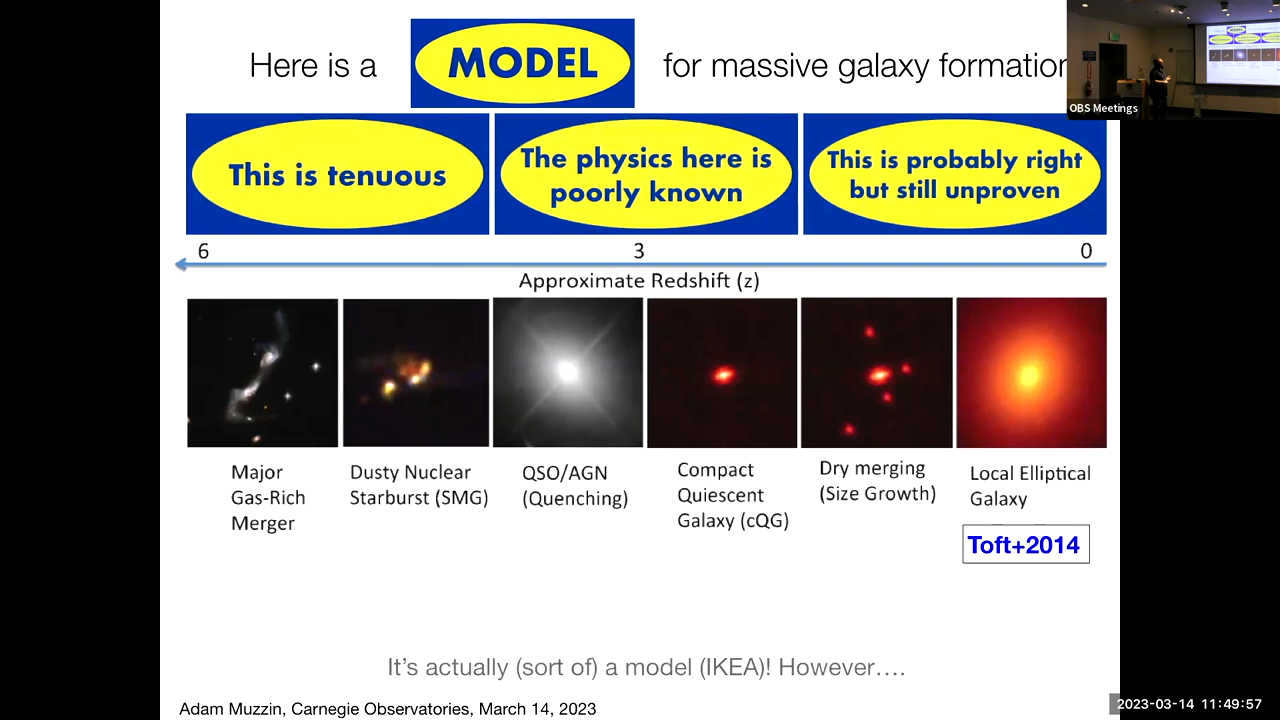 Here is a MODEL for massive galaxy formation
OBS Meetings
This is tenuous
The physics here is
poorly known
This is probably right
but still unproven
6 3 0
Approximate Redshift (z)
Major
Gas-Rich
Merger
Dusty Nuclear
Starburst (SMG)
QSO/AGN
(Quenching)
Compact
Quiescent
Galaxy (cQG)
Dry merging
(Size Growth)
Local Elliptical
Galaxy
Toft+2014
It's actually (sort of) a model (IKEA)! However….
Adam Muzzin, Carnegie Observatories, March 14, 2023
2023-03-14 11:49:57